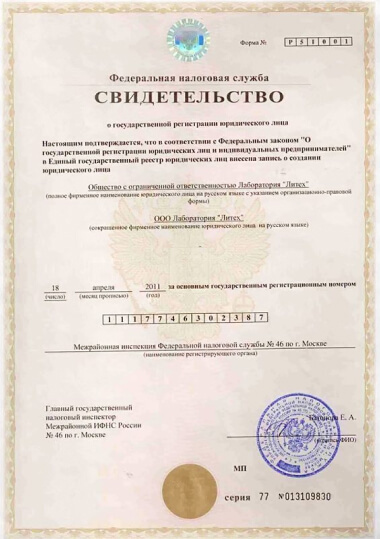 Форма № Р 5 1 0 0 1
Федеральная налоговая служба
СВИДЕТЕЛЬСТВО
о государственной регистрации юридического лица
Настоящим подтверждается, что в соответствии с Федеральным законом "О
государственной регистрации юридических лиц и индивидуальных предпринимателей"
в Единый государственный реестр юридических лиц внесена запись о создании
юридического лица
Общество с ограниченной ответственностью Лаборатория "Литех"
(полное фирменное наименование юридического лица на русском языке с указанием организационно-правовой
формы)
ООО Лаборатория "Литех"
(сокращенное фирменное наименование юридического лица на русском языке)
18 апреля 2011 за основным государственным регистрационным номером
(число) (месяц прописью) (год)
1 1 1 7 7 4 6 3 0 2 3 8 7
Межрайонная инспекция Федеральной налоговой службы № 46 по г. Москве
(наименование регистрирующего органа)
Главный государственный
налоговый инспектор
Межрайонной ИФНС России
№ 46 по г. Москве
Е. А.
МП
серия 77 №013109830